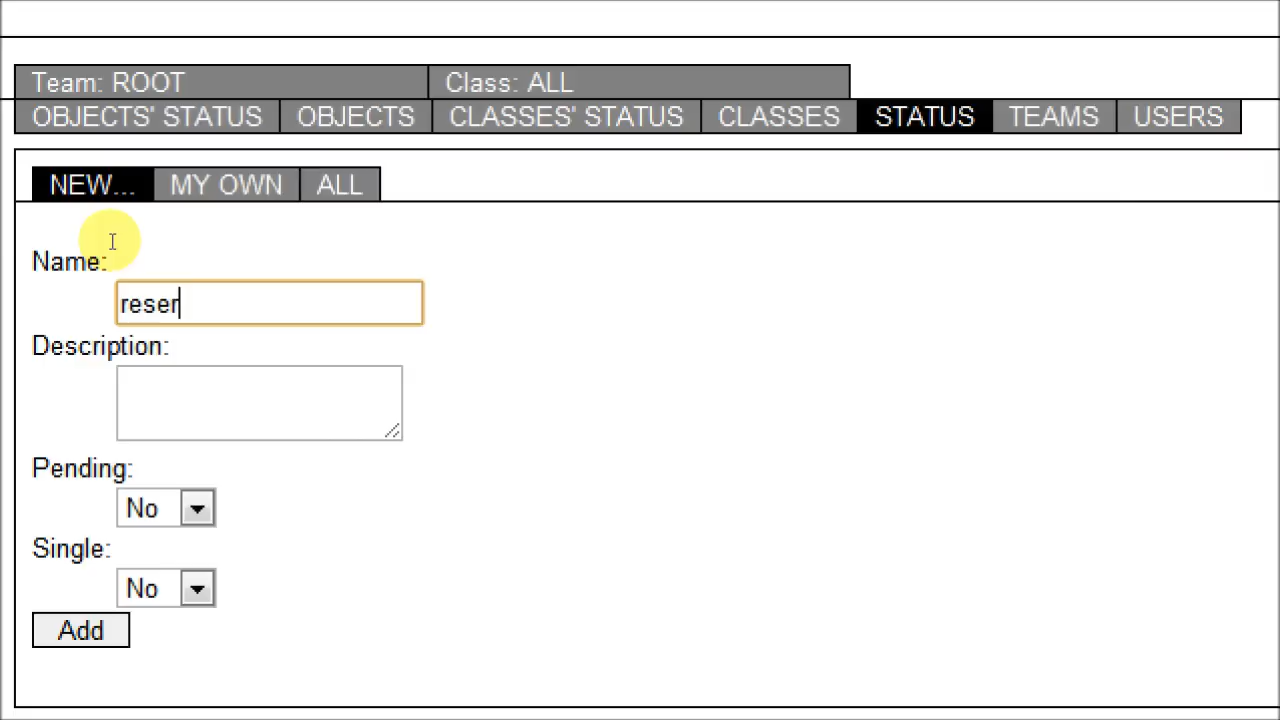 Team: ROOT Class: ALL
OBJECTS' STATUS OBJECTS CLASSES' STATUS CLASSES STATUS TEAMS USERS
NEW... MY OWN ALL
Name:
reser
Description:
Pending:
No
Single:
No
Add